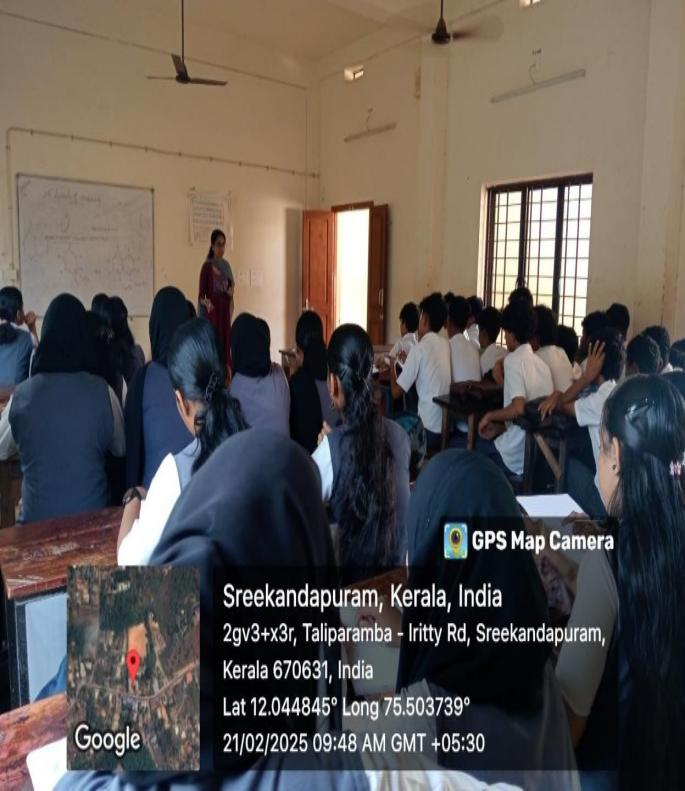 GPS Map Camera
Sreekandapuram, Kerala, India
2gv3+x3r, Taliparamba - Iritty Rd, Sreekandapuram,
Kerala 670631, India
Lat 12.044845° Long 75.503739°
21/02/2025 09:48 AM GMT +05:30
Google